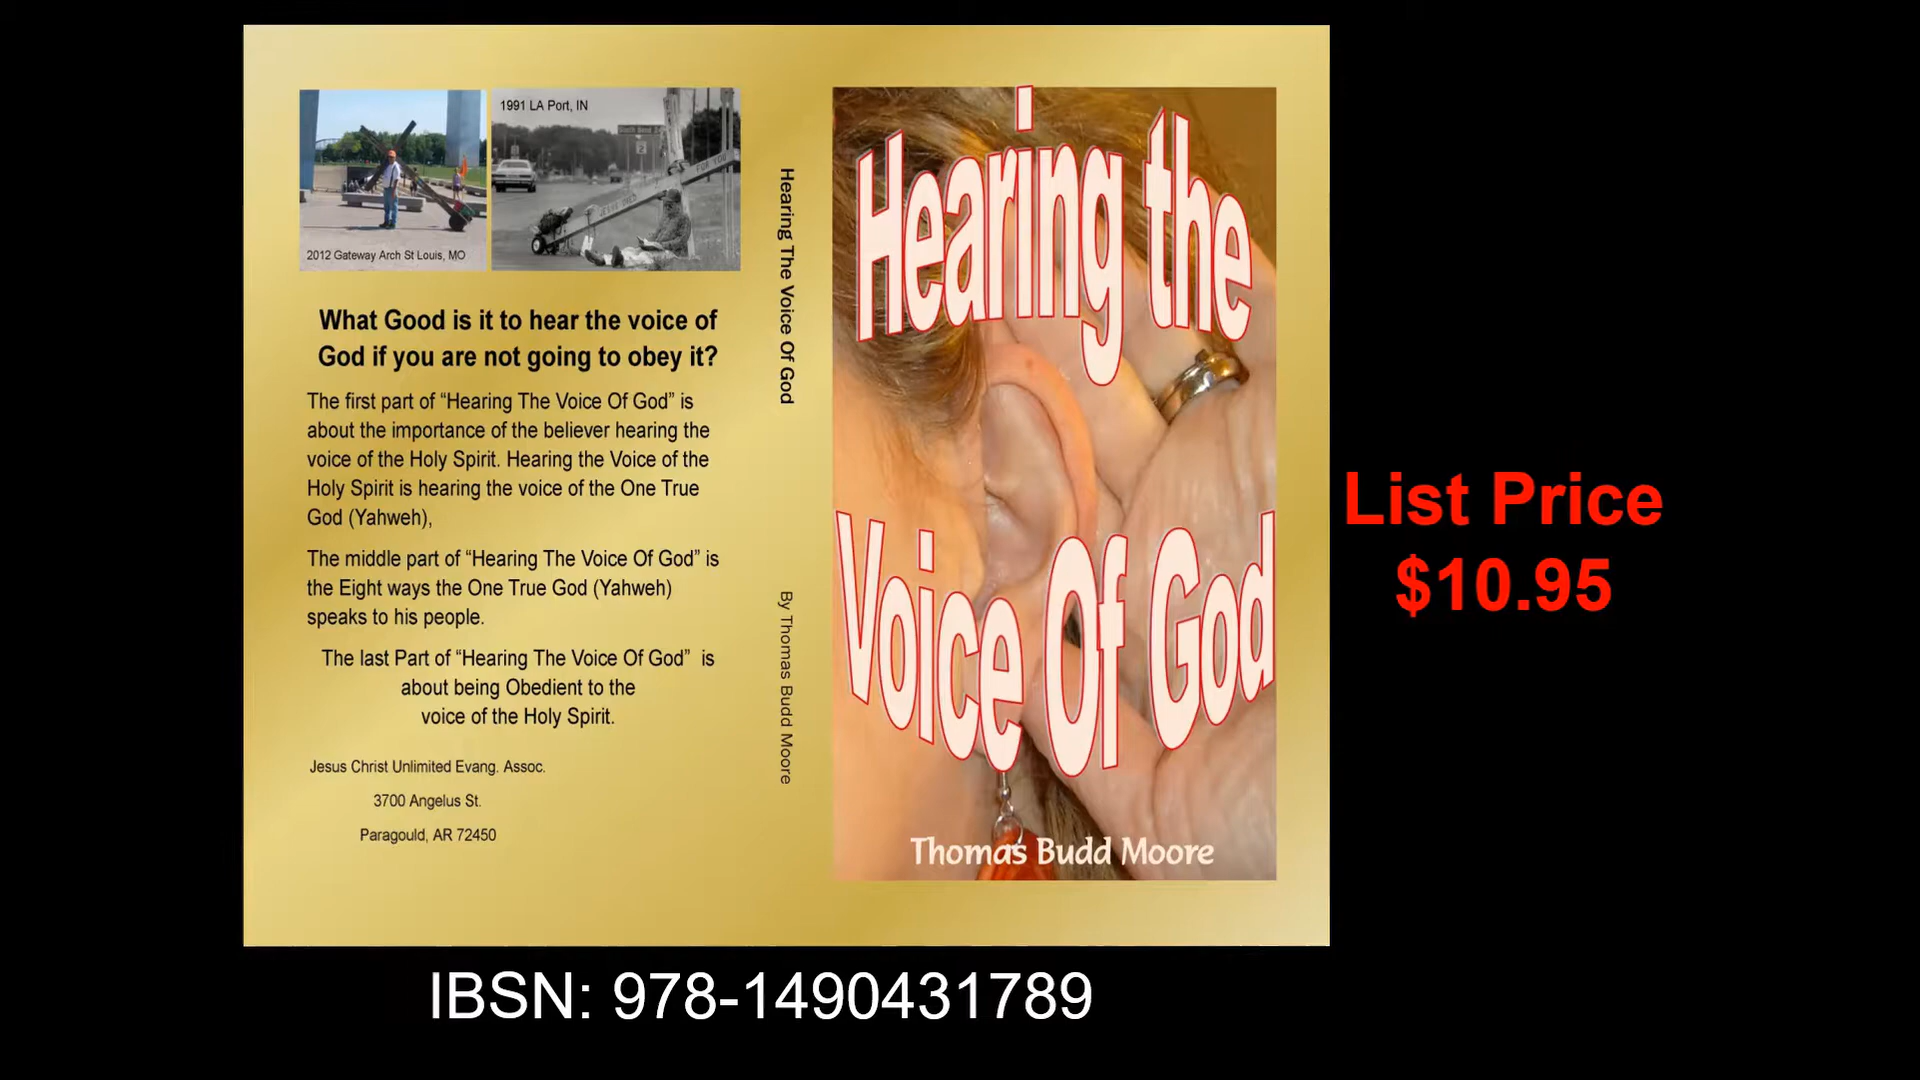 1991 LA Port, IN
South Bend
2
JESUS DIED
FOR YOU
2012 Gateway Arch St Louis, MO
What Good is it to hear the voice of
God if you are not going to obey it?
The first part of “Hearing The Voice Of God” is
about the importance of the believer hearing the
voice of the Holy Spirit. Hearing the Voice of the
Holy Spirit is hearing the voice of the One True
God (Yahweh),
The middle part of “Hearing The Voice Of God” is
the Eight ways the One True God (Yahweh)
speaks to his people.
The last Part of “Hearing The Voice Of God” is
about being Obedient to the
voice of the Holy Spirit.
Jesus Christ Unlimited Evang. Assoc.
3700 Angelus St.
Paragould, AR 72450
Hearing The Voice Of God
By Thomas Budd Moore
Hearing the
Voice Of God
Thomas Budd Moore
List Price
$10.95
IBSN: 978-1490431789